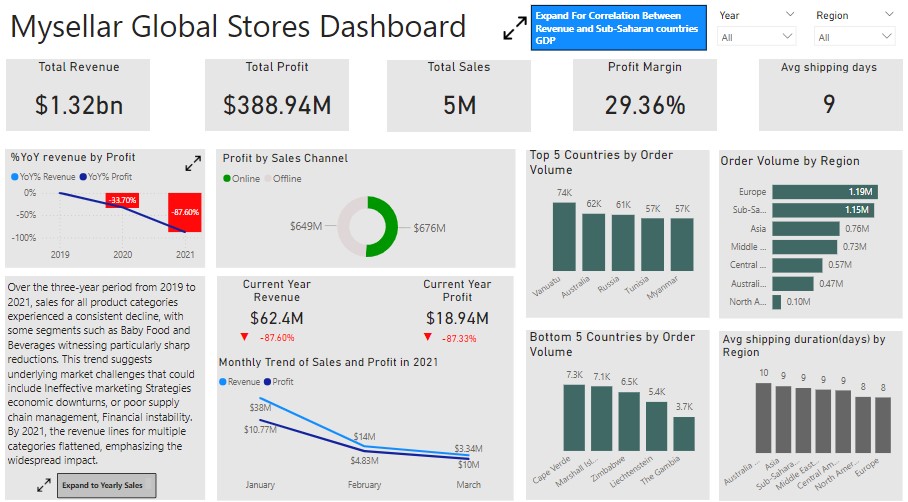 Mysellar Global Stores Dashboard
Expand For Correlation Between
Revenue and Sub-Saharan countries
GDP
Year
All
Region
All
Total Revenue
$1.32bn
Total Profit
$388.94M
Total Sales
5M
Profit Margin
29.36%
Avg shipping days
9
%YoY revenue by Profit
YoY% Revenue YoY% Profit
0%
-50%
-100%
-33.70%
-87.60%
2019 2020 2021
Profit by Sales Channel
Online Offline
$649M
$676M
Top 5 Countries by Order
Volume
74K 62K 61K 57K 57K
Vanuatu Australia Russia Tunisia Myanmar
Order Volume by Region
Europe 1.19M
Sub-Sa... 1.15M
Asia 0.76M
Middle ... 0.73M
Central ... 0.57M
Australi... 0.47M
North A... 0.10M
Over the three-year period from 2019 to
2021, sales for all product categories
experienced a consistent decline, with
some segments such as Baby Food and
Beverages witnessing particularly sharp
reductions. This trend suggests
underlying market challenges that could
include Ineffective marketing Strategies
economic downturns, or poor supply
chain management, Financial instability.
By 2021, the revenue lines for multiple
categories flattened, emphasizing the
widespread impact.
Expand to Yearly Sales
Current Year
Revenue
$62.4M
-87.60%
Current Year
Profit
$18.94M
-87.33%
Monthly Trend of Sales and Profit in 2021
Revenue Profit
$38M
$10.77M
$14M
$4.83M
$3.34M
$10M
January February March
Bottom 5 Countries by Order
Volume
7.3K 7.1K 6.5K 5.4K 3.7K
Cape Verde Marshall Isl... Zimbabwe Liechtenstein The Gambia
Avg shipping duration(days) by
Region
10 9 9 9 9 8 8
Australia ... Asia Sub-Sahara... Middle East... Central Am... North Amer... Europe